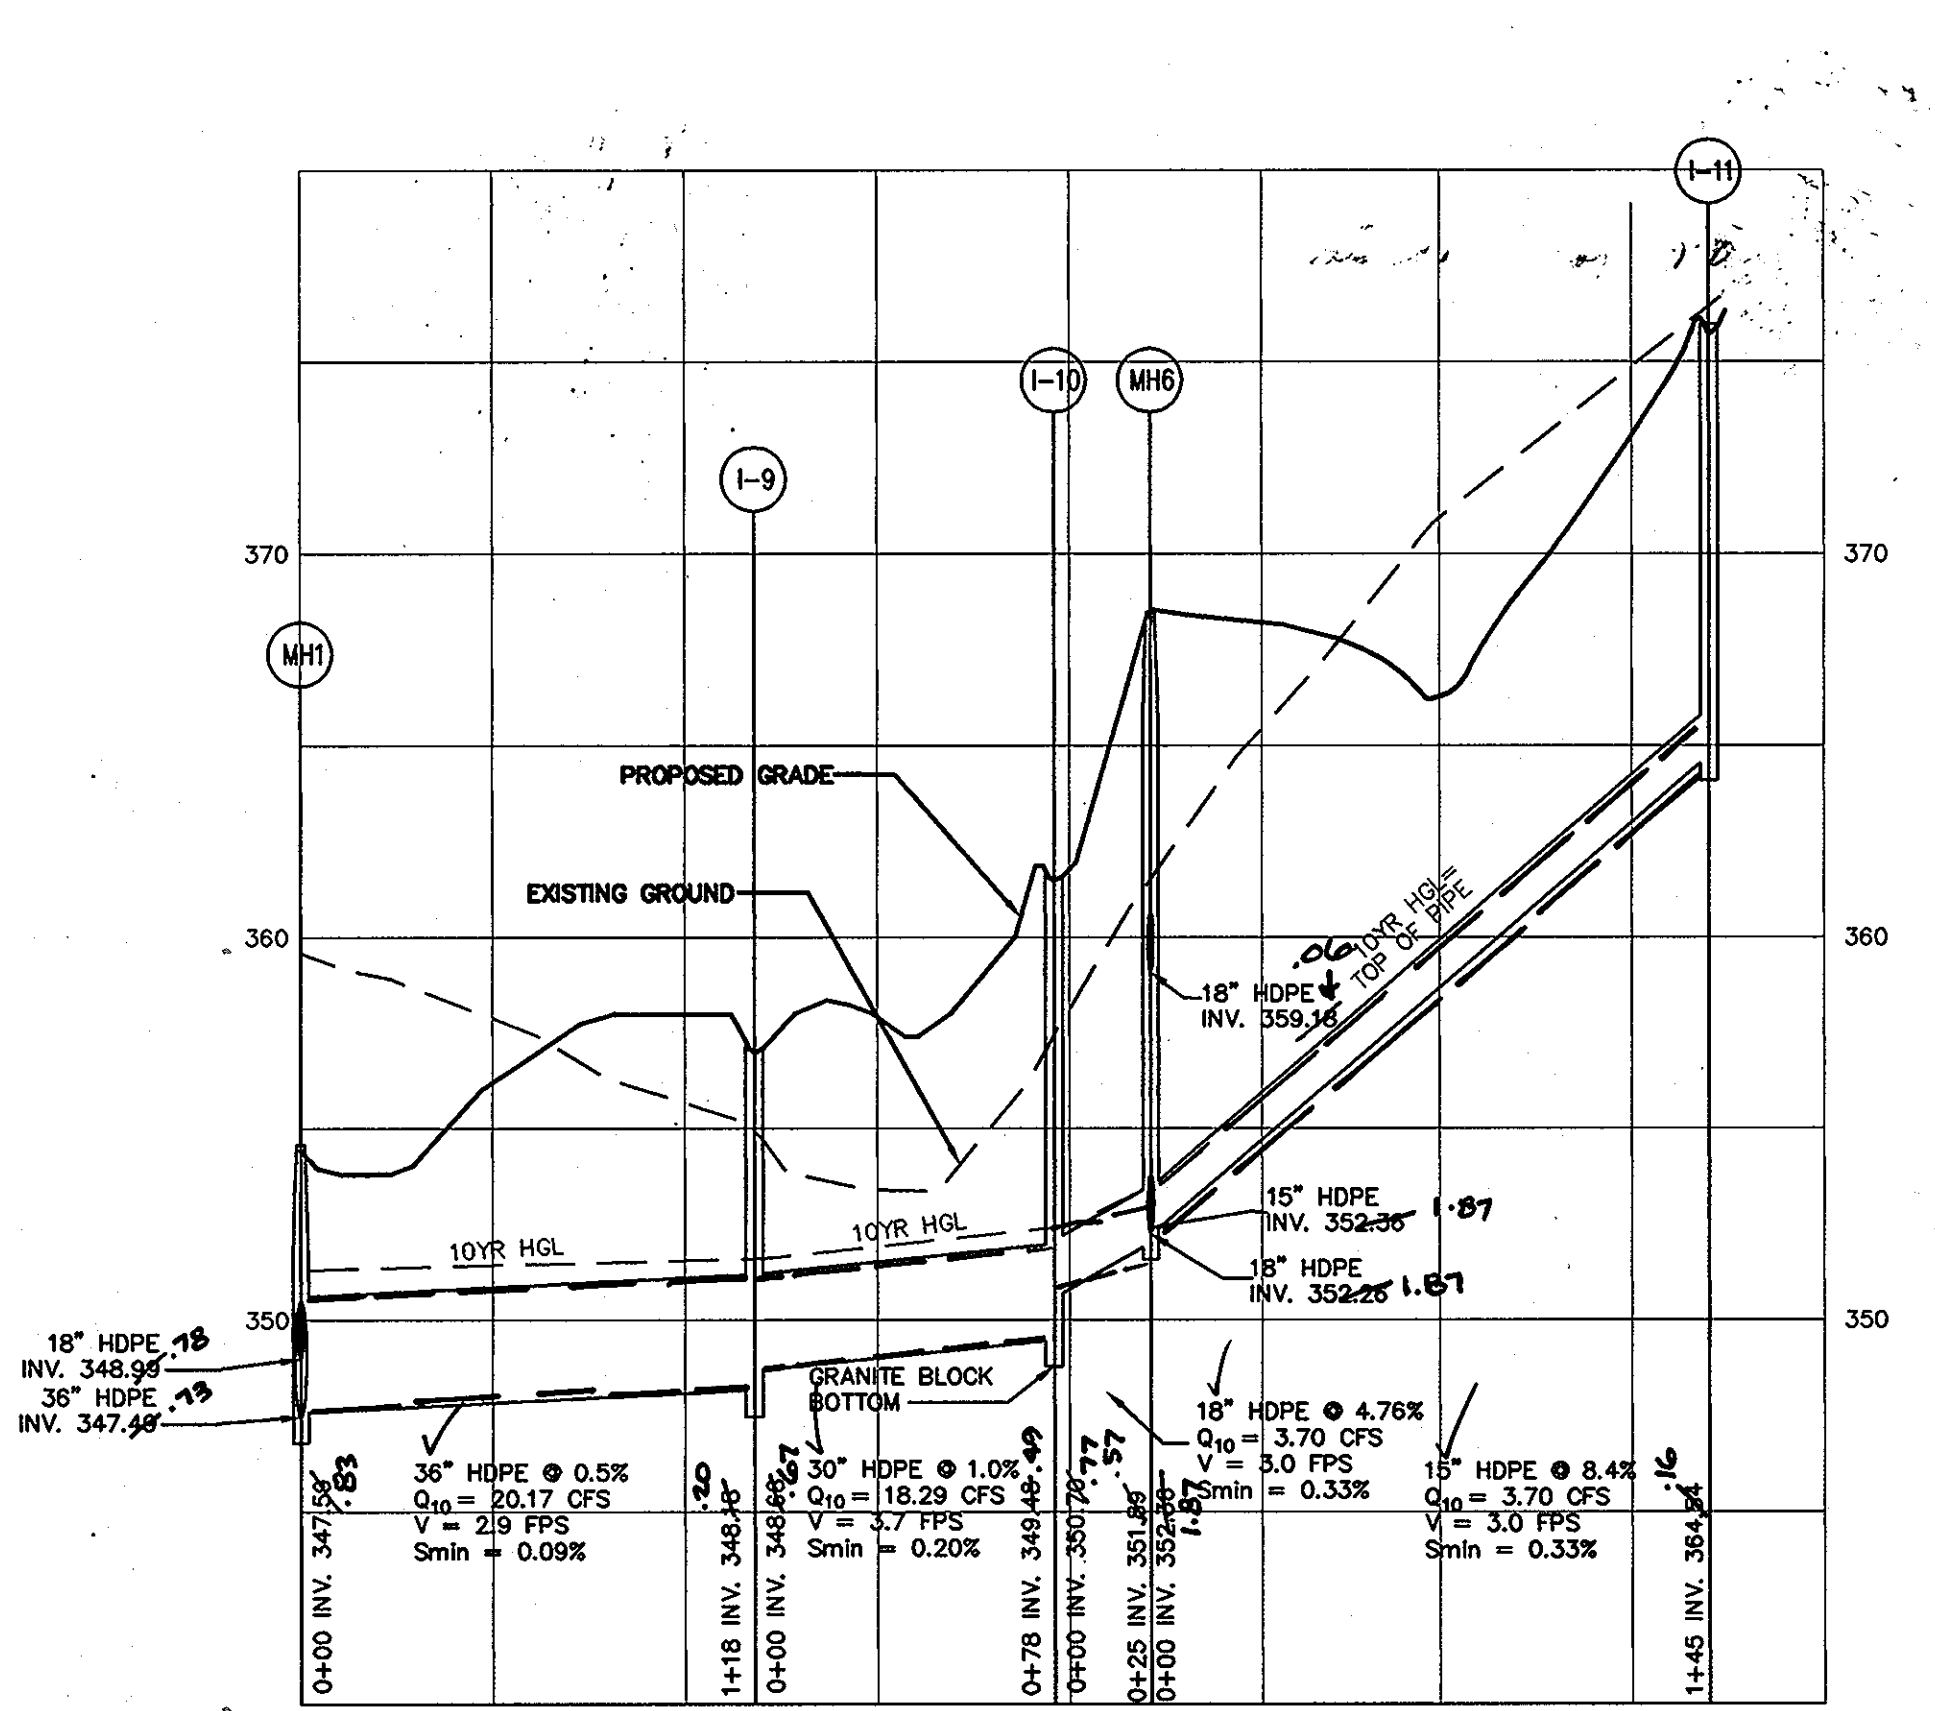 I-11
I-10
MH6
I-9
370
370
MH1
PROPOSED GRADE
EXISTING GROUND
360
360
10YR HGL=
TOP OF PIPE
.06
18" HDPE
INV. 359.18
15" HDPE
INV. 352.36 1.87
10YR HGL
10YR HGL
18" HDPE
INV. 352.26 1.87
350
350
18" HDPE .78
INV. 348.99
36" HDPE .73
INV. 347.49
GRANITE BLOCK
BOTTOM
36" HDPE @ 0.5%
Q10 = 20.17 CFS
V = 2.9 FPS
Smin = 0.09%
30" HDPE @ 1.0%
Q10 = 18.29 CFS
V = 3.7 FPS
Smin = 0.20%
18" HDPE @ 4.76%
Q10 = 3.70 CFS
V = 3.0 FPS
Smin = 0.33%
15" HDPE @ 8.4%
Q10 = 3.70 CFS
V = 3.0 FPS
Smin = 0.33%
0+00 INV. 347.59 .83
1+18 INV. 348.18 .20
0+00 INV. 348.68 .67
0+78 INV. 349.48 .49
0+00 INV. 350.70 .77
0+25 INV. 351.89 .57
0+00 INV. 352.38 1.87
1+45 INV. 364.54 .16